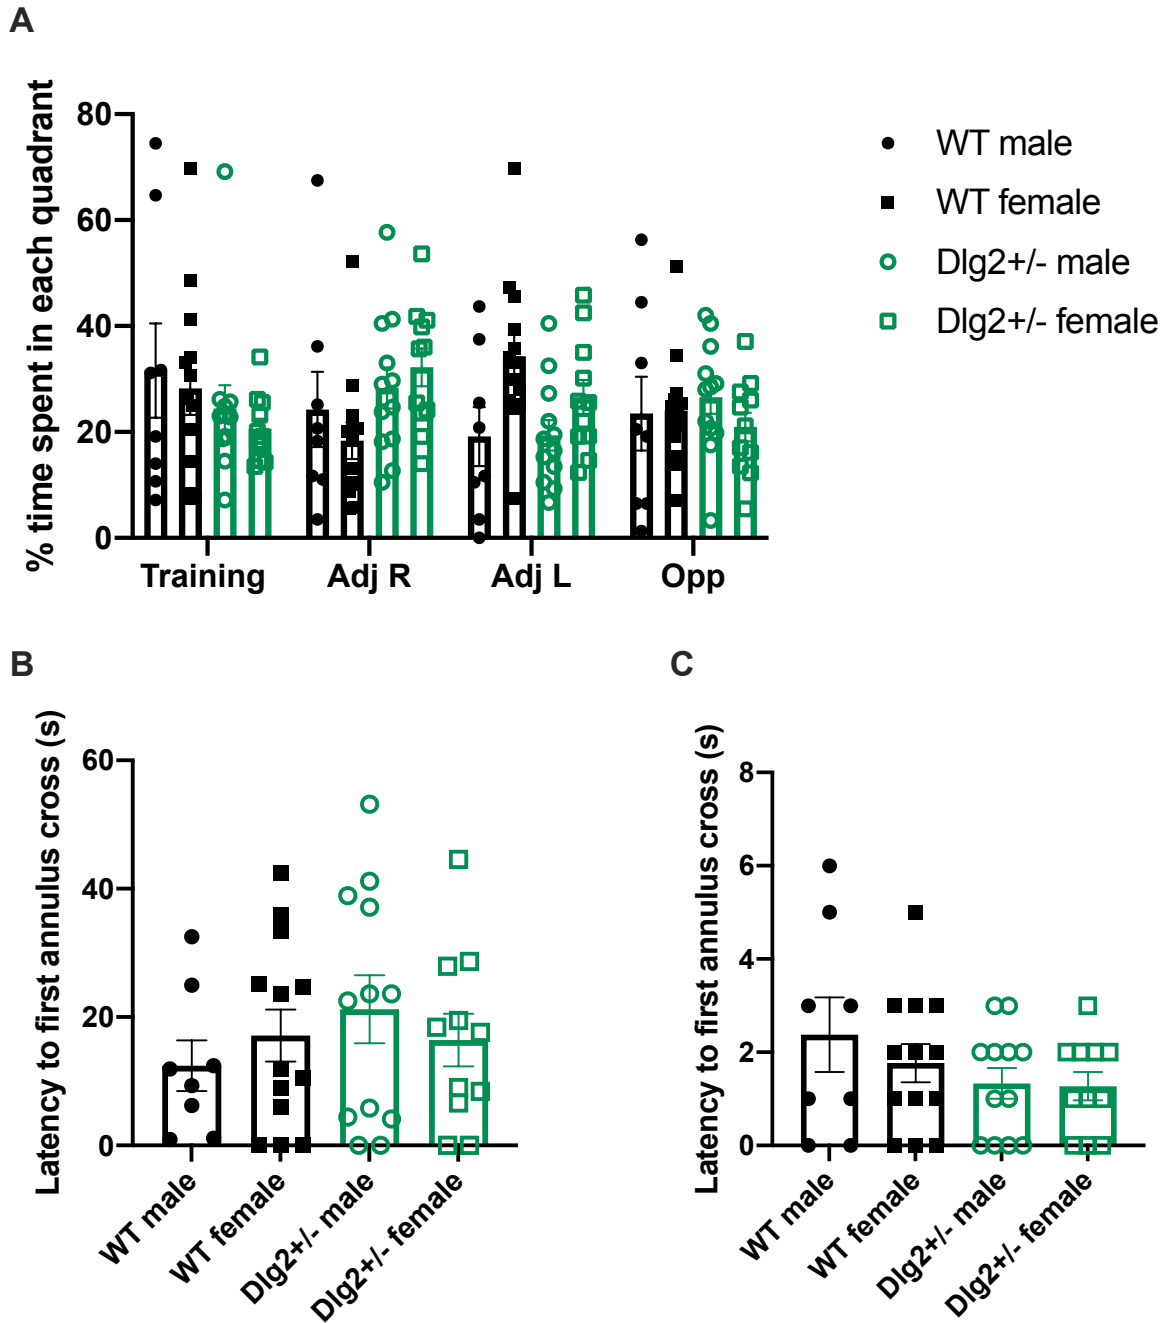 A
% time spent in each quadrant
80
60
40
20
0
Training
Adj R
Adj L
Opp
WT male
WT female
Dlg2+/- male
Dlg2+/- female
B
Latency to first annulus cross (s)
60
40
20
0
WT male
WT female
Dlg2+/- male
Dlg2+/- female
C
Latency to first annulus cross (s)
8
6
4
2
0
WT male
WT female
Dlg2+/- male
Dlg2+/- female